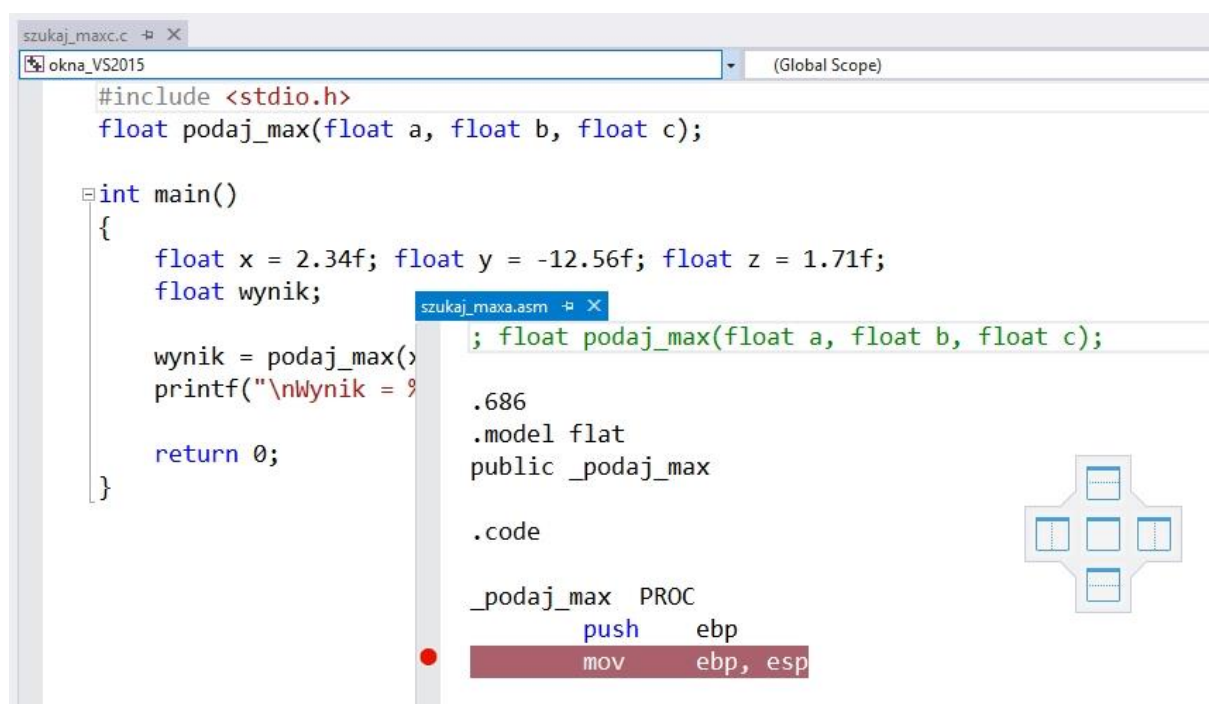 szukaj_maxc.c
okna_VS2015
(Global Scope)
#include <stdio.h>
float podaj_max(float a, float b, float c);
int main()
{
float x = 2.34f; float y = -12.56f; float z = 1.71f;
float wynik;
wynik = podaj_max(
printf("\nWynik = %
return 0;
}
szukaj_maxa.asm
; float podaj_max(float a, float b, float c);
.686
.model flat
public _podaj_max
.code
_podaj_max PROC
push ebp
mov ebp, esp